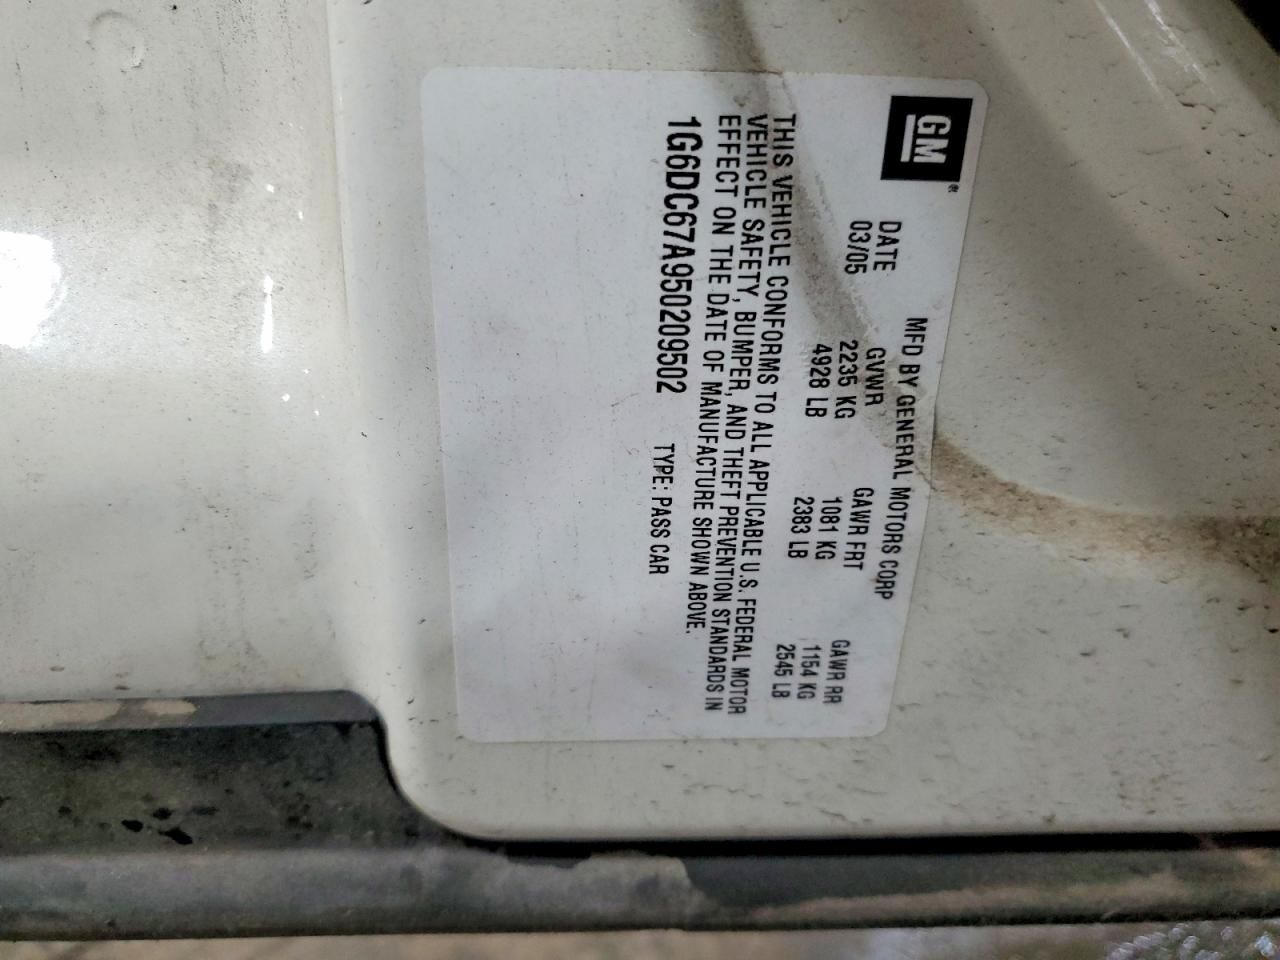 GM®
MFD BY GENERAL MOTORS CORP
DATE GVWR GAWR FRT GAWR RR
03/05 2235 KG 1081 KG 1154 KG
4928 LB 2383 LB 2545 LB
THIS VEHICLE CONFORMS TO ALL APPLICABLE U.S. FEDERAL MOTOR
VEHICLE SAFETY, BUMPER, AND THEFT PREVENTION STANDARDS IN
EFFECT ON THE DATE OF MANUFACTURE SHOWN ABOVE.
1G6DC67A950209502 TYPE: PASS CAR